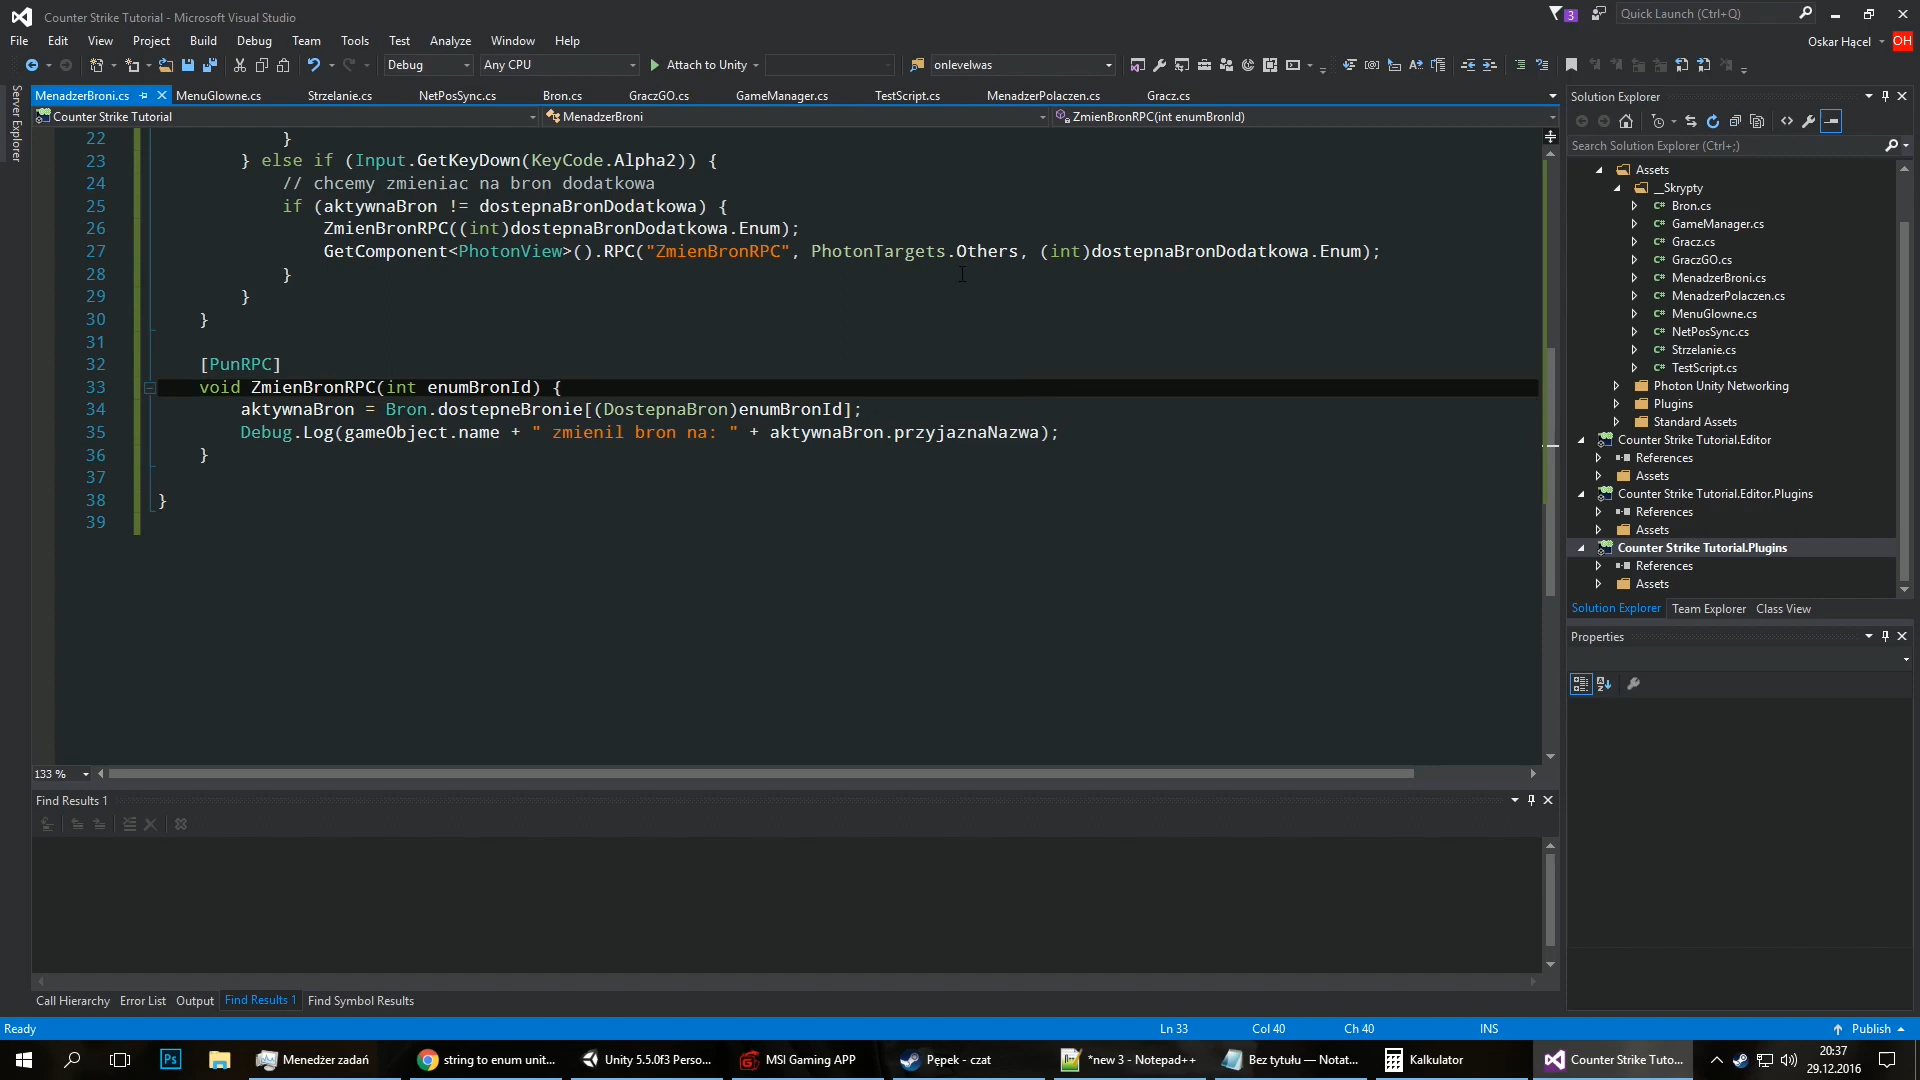 Counter Strike Tutorial - Microsoft Visual Studio
3
Quick Launch (Ctrl+Q)
File Edit View Project Build Debug Team Tools Test Analyze Window Help
Oskar Hącel OH
Debug Any CPU Attach to Unity onlevelwas
Server Explorer
MenadzerBroni.cs MenuGlowne.cs Strzelanie.cs NetPosSync.cs Bron.cs GraczGO.cs GameManager.cs TestScript.cs MenadzerPolaczen.cs Gracz.cs
Counter Strike Tutorial MenadzerBroni ZmienBronRPC(int enumBronId)
22 }
23 } else if (Input.GetKeyDown(KeyCode.Alpha2)) {
24 // chcemy zmieniac na bron dodatkowa
25 if (aktywnaBron != dostepnaBronDodatkowa) {
26 ZmienBronRPC((int)dostepnaBronDodatkowa.Enum);
27 GetComponent<PhotonView>().RPC("ZmienBronRPC", PhotonTargets.Others, (int)dostepnaBronDodatkowa.Enum);
28 }
29 }
30 }
31
32 [PunRPC]
33 void ZmienBronRPC(int enumBronId) {
34 aktywnaBron = Bron.dostepneBronie[(DostepnaBron)enumBronId];
35 Debug.Log(gameObject.name + " zmienil bron na: " + aktywnaBron.przyjaznaNazwa);
36 }
37
38 }
39
133 %
Solution Explorer
Search Solution Explorer (Ctrl+;)
Assets
__Skrypty
C# Bron.cs
C# GameManager.cs
C# Gracz.cs
C# GraczGO.cs
C# MenadzerBroni.cs
C# MenadzerPolaczen.cs
C# MenuGlowne.cs
C# NetPosSync.cs
C# Strzelanie.cs
C# TestScript.cs
Photon Unity Networking
Plugins
Standard Assets
Counter Strike Tutorial.Editor
References
Assets
Counter Strike Tutorial.Editor.Plugins
References
Assets
Counter Strike Tutorial.Plugins
References
Assets
Solution Explorer Team Explorer Class View
Properties
Find Results 1
Call Hierarchy Error List Output Find Results 1 Find Symbol Results
Ready Ln 33 Col 40 Ch 40 INS Publish
Ps Menedżer zadań string to enum unit... Unity 5.5.0f3 Perso... MSI Gaming APP Pępek - czat *new 3 - Notepad++ Bez tytułu — Notat... Kalkulator Counter Strike Tuto...
20:37
29.12.2016